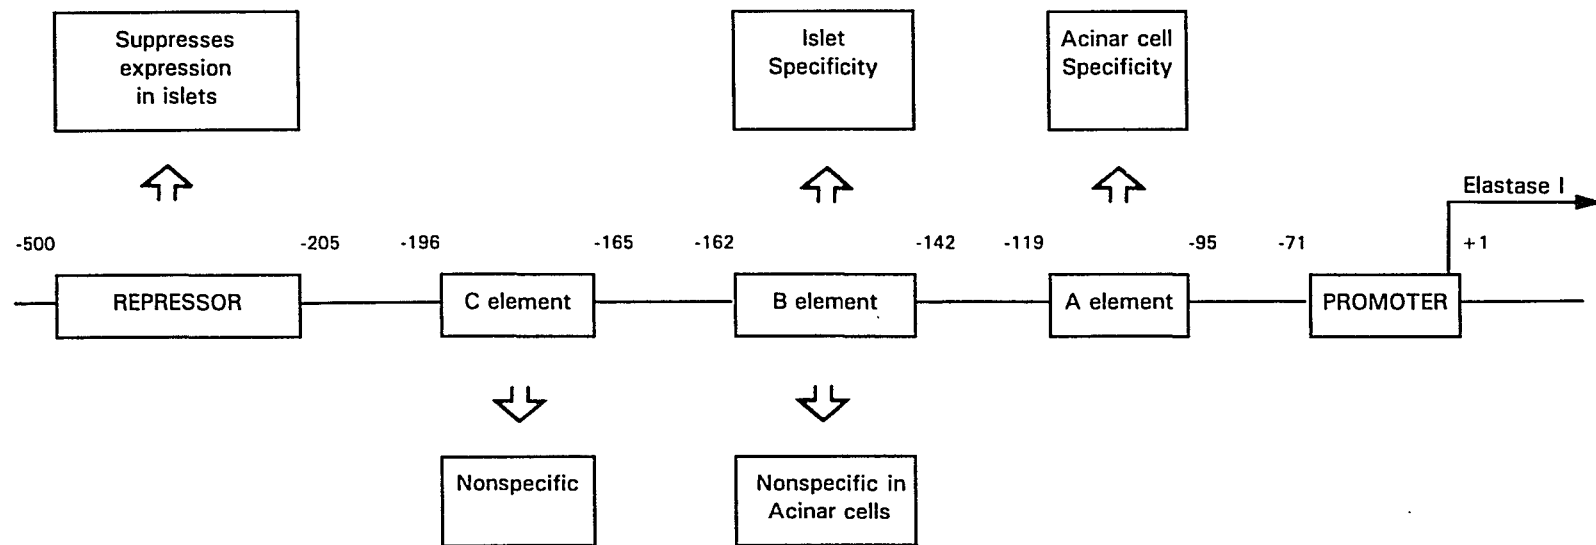 Suppresses
expression
in islets
Islet
Specificity
Acinar cell
Specificity
Elastase I
-500
-205
-196
-165
-162
-142
-119
-95
-71
+1
REPRESSOR
C element
B element
A element
PROMOTER
Nonspecific
Nonspecific in
Acinar cells